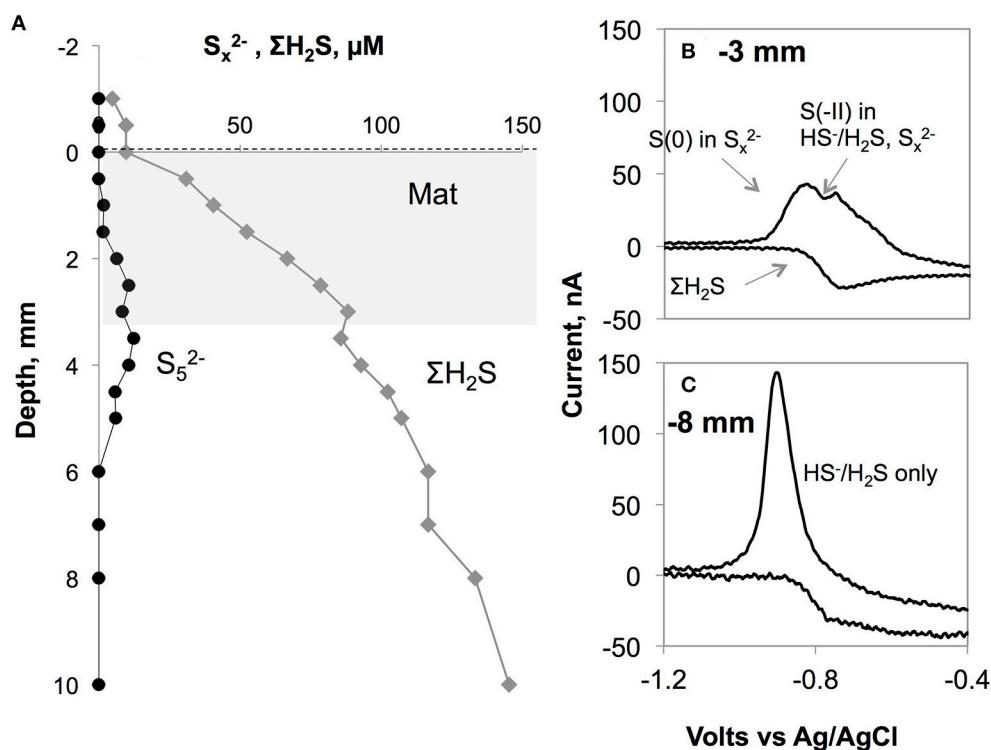 A
Sₓ²⁻ , ΣH₂S, µM
-2
50
100
150
0
Mat
2
S₅²⁻
4
ΣH₂S
6
8
10
Depth, mm
B
-3 mm
150
100
50
0
-50
S(0) in Sₓ²⁻
S(-II) in
HS⁻/H₂S, Sₓ²⁻
ΣH₂S
Current, nA
C
-8 mm
150
100
50
0
-50
HS⁻/H₂S only
-1.2
-0.8
-0.4
Volts vs Ag/AgCl